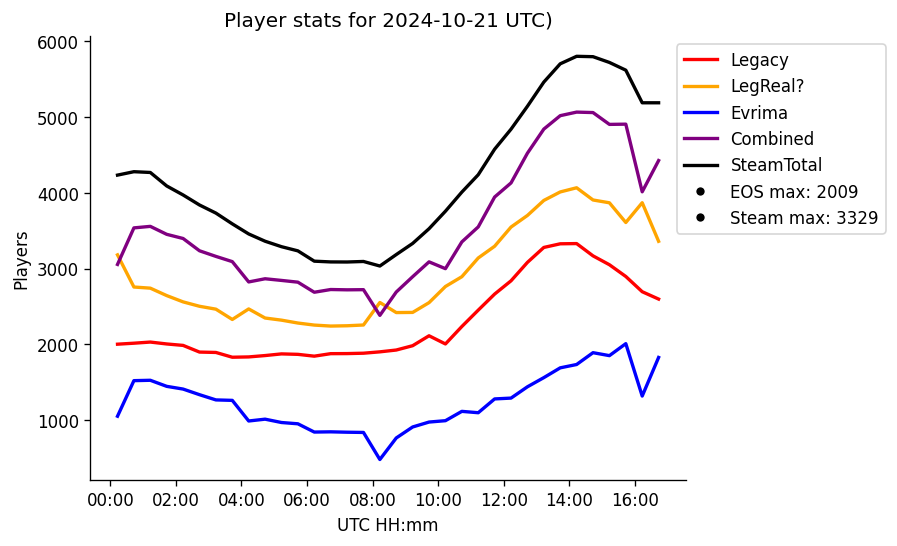 Player stats for 2024-10-21 UTC)
6000
5000
4000
3000
2000
1000
Players
00:00 02:00 04:00 06:00 08:00 10:00 12:00 14:00 16:00
UTC HH:mm
Legacy
LegReal?
Evrima
Combined
SteamTotal
EOS max: 2009
Steam max: 3329